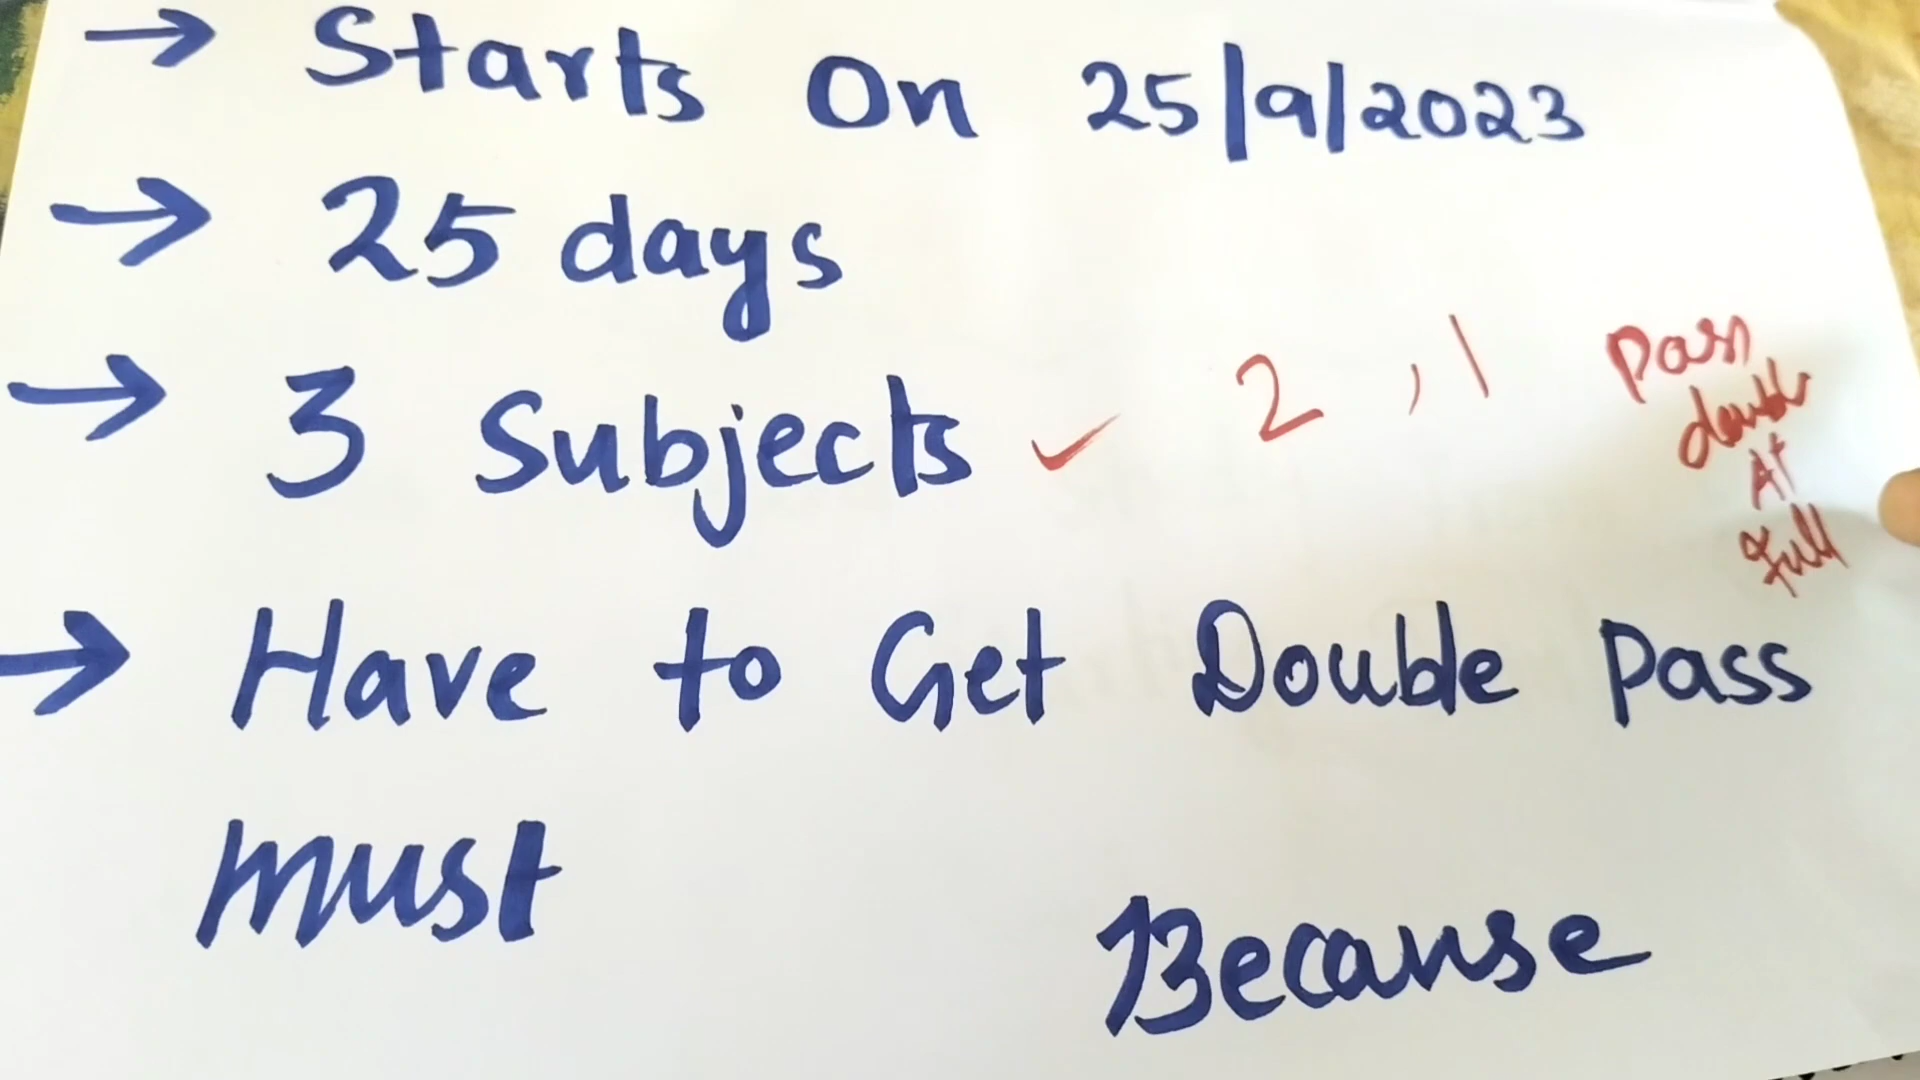 → Starts On 25/9/2023
→ 25 days
→ 3 Subjects ✓ 2 , 1 Pass
double
At
Full
→ Have to Get Double Pass
must
Because